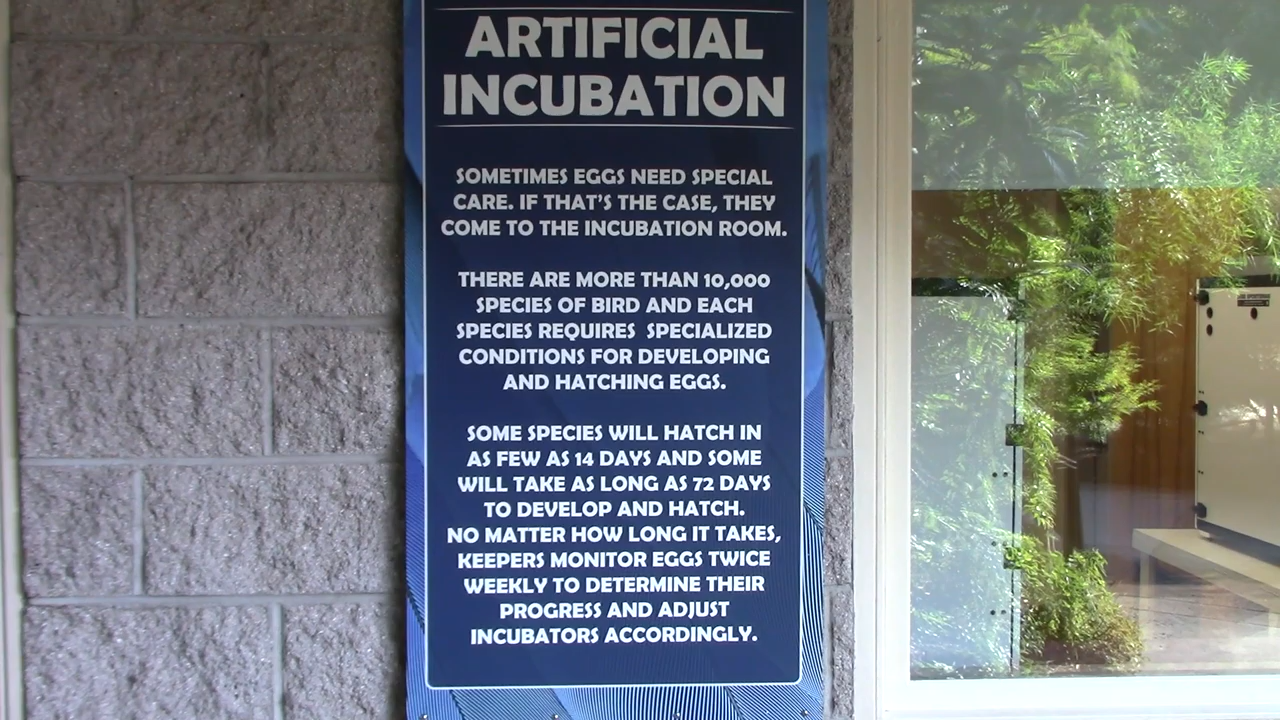 ARTIFICIAL
INCUBATION
SOMETIMES EGGS NEED SPECIAL
CARE. IF THAT'S THE CASE, THEY
COME TO THE INCUBATION ROOM.
THERE ARE MORE THAN 10,000
SPECIES OF BIRD AND EACH
SPECIES REQUIRES SPECIALIZED
CONDITIONS FOR DEVELOPING
AND HATCHING EGGS.
SOME SPECIES WILL HATCH IN
AS FEW AS 14 DAYS AND SOME
WILL TAKE AS LONG AS 72 DAYS
TO DEVELOP AND HATCH.
NO MATTER HOW LONG IT TAKES,
KEEPERS MONITOR EGGS TWICE
WEEKLY TO DETERMINE THEIR
PROGRESS AND ADJUST
INCUBATORS ACCORDINGLY.